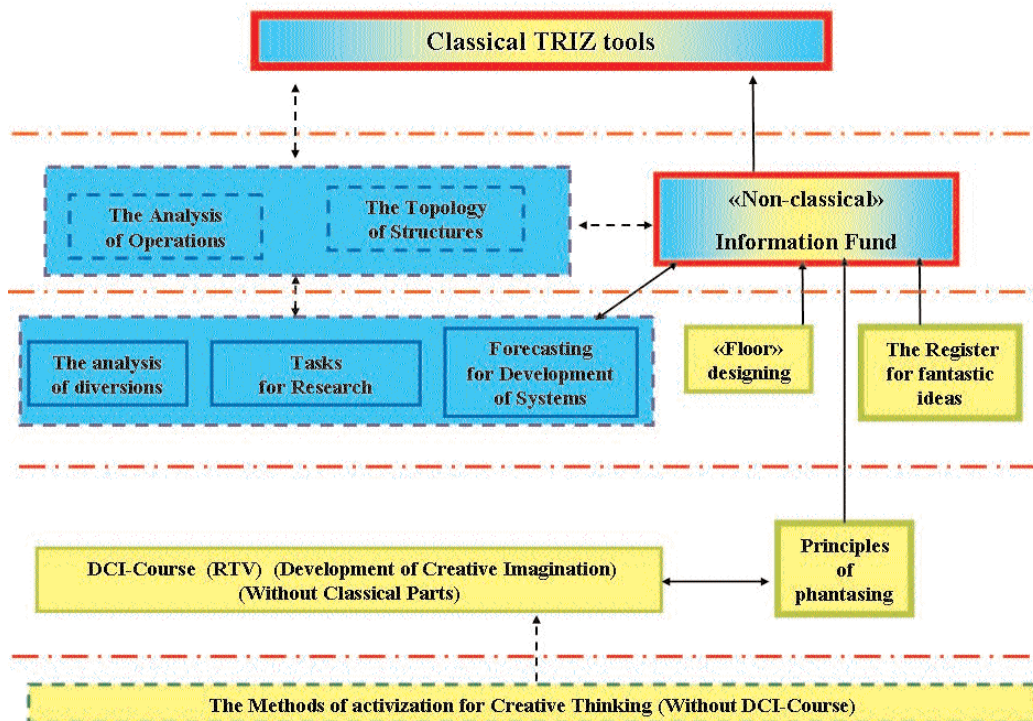 Classical TRIZ tools
The Analysis
of Operations
The Topology
of Structures
«Non-classical»
Information Fund
The analysis
of diversions
Tasks
for Research
Forecasting
for Development
of Systems
«Floor»
designing
The Register
for fantastic
ideas
DCI-Course (RTV) (Development of Creative Imagination)
(Without Classical Parts)
Principles
of
phantasing
The Methods of activization for Creative Thinking (Without DCI-Course)